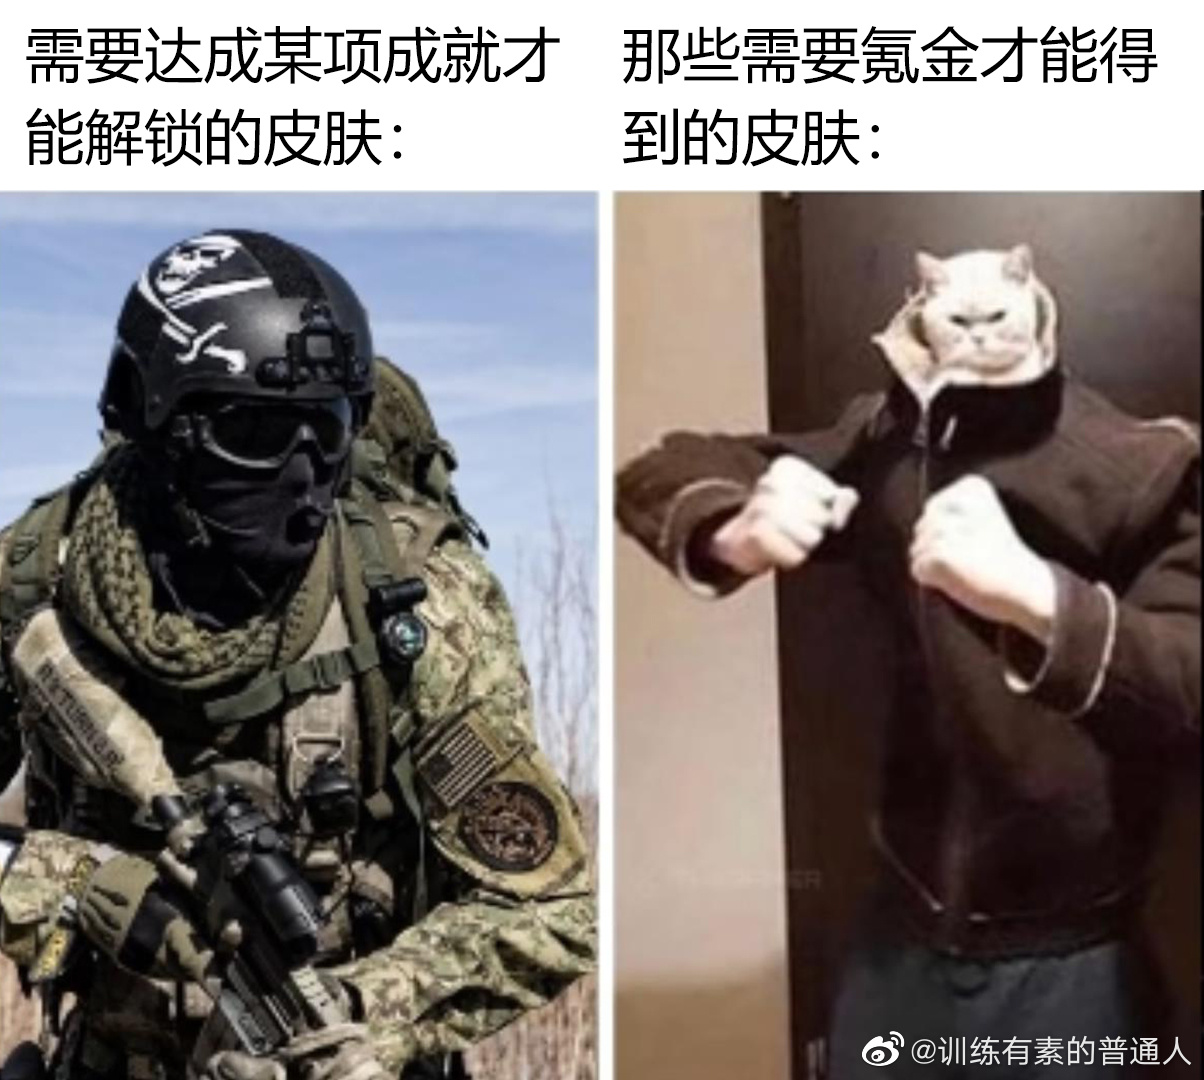 需要达成某项成就才
能解锁的皮肤：
那些需要氪金才能得
到的皮肤：
@训练有素的普通人